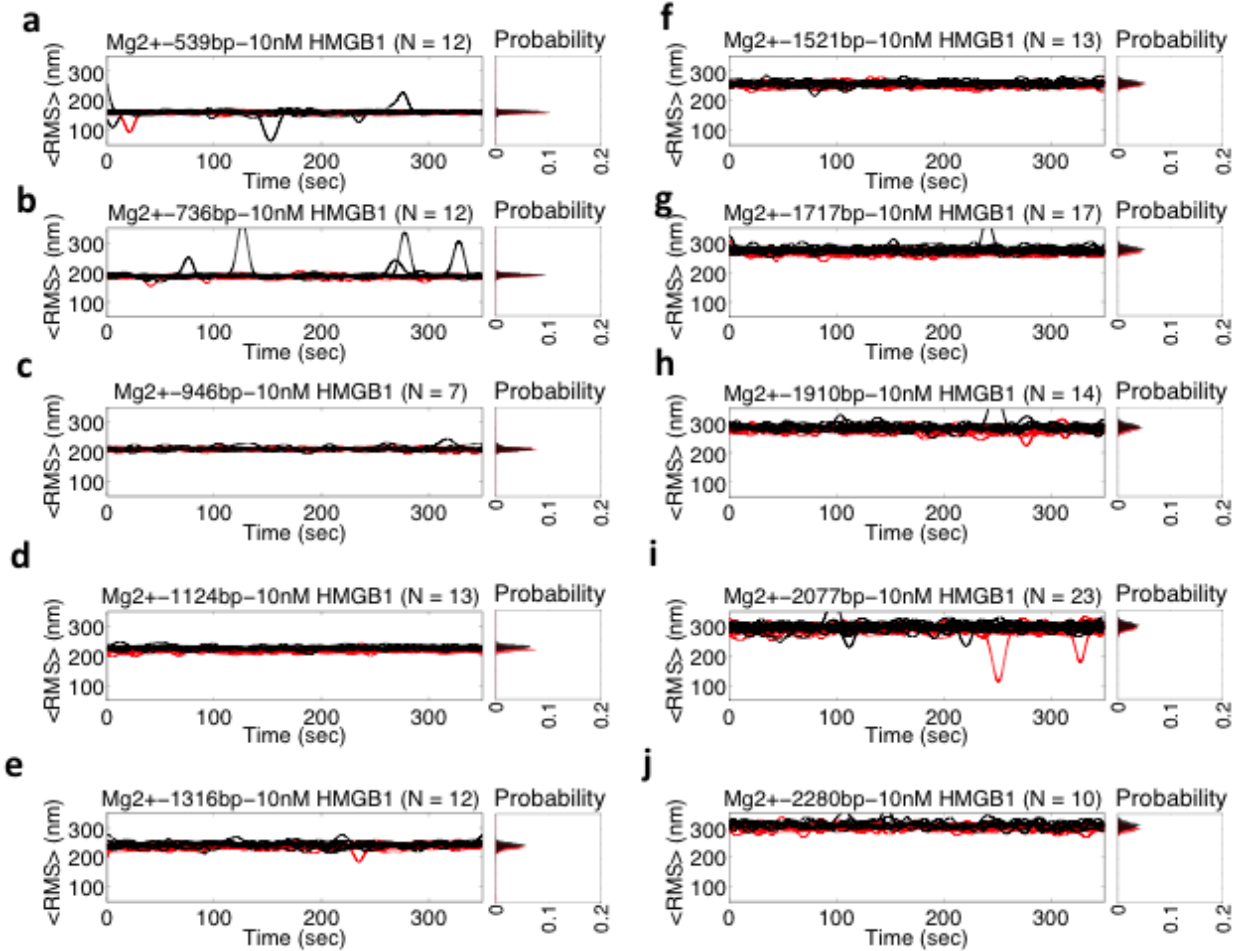 a
Mg2+−539bp−10nM HMGB1 (N = 12) Probability
<RMS> (nm)
300
200
100
0 100 200 300
Time (sec)
0 0.1 0.2
b
Mg2+−736bp−10nM HMGB1 (N = 12) Probability
<RMS> (nm)
300
200
100
0 100 200 300
Time (sec)
0 0.1 0.2
c
Mg2+−946bp−10nM HMGB1 (N = 7) Probability
<RMS> (nm)
300
200
100
0 100 200 300
Time (sec)
0 0.1 0.2
d
Mg2+−1124bp−10nM HMGB1 (N = 13) Probability
<RMS> (nm)
300
200
100
0 100 200 300
Time (sec)
0 0.1 0.2
e
Mg2+−1316bp−10nM HMGB1 (N = 12) Probability
<RMS> (nm)
300
200
100
0 100 200 300
Time (sec)
0 0.1 0.2
f
Mg2+−1521bp−10nM HMGB1 (N = 13) Probability
<RMS> (nm)
300
200
100
0 100 200 300
Time (sec)
0 0.1 0.2
g
Mg2+−1717bp−10nM HMGB1 (N = 17) Probability
<RMS> (nm)
300
200
100
0 100 200 300
Time (sec)
0 0.1 0.2
h
Mg2+−1910bp−10nM HMGB1 (N = 14) Probability
<RMS> (nm)
300
200
100
0 100 200 300
Time (sec)
0 0.1 0.2
i
Mg2+−2077bp−10nM HMGB1 (N = 23) Probability
<RMS> (nm)
300
200
100
0 100 200 300
Time (sec)
0 0.1 0.2
j
Mg2+−2280bp−10nM HMGB1 (N = 10) Probability
<RMS> (nm)
300
200
100
0 100 200 300
Time (sec)
0 0.1 0.2